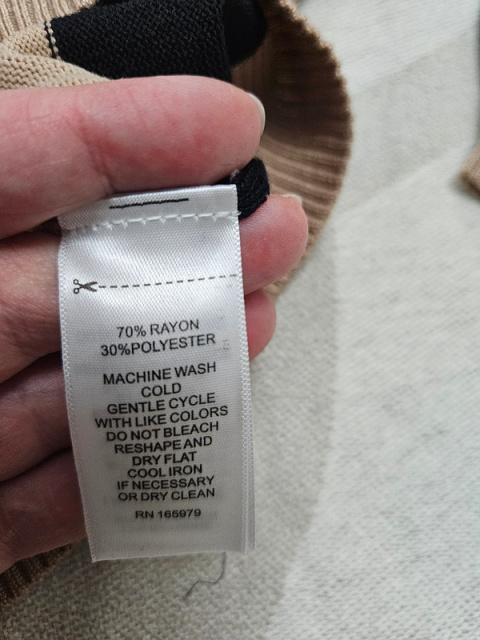 70% RAYON
30%POLYESTER
MACHINE WASH
COLD
GENTLE CYCLE
WITH LIKE COLORS
DO NOT BLEACH
RESHAPE AND
DRY FLAT
COOL IRON
IF NECESSARY
OR DRY CLEAN
RN 165979